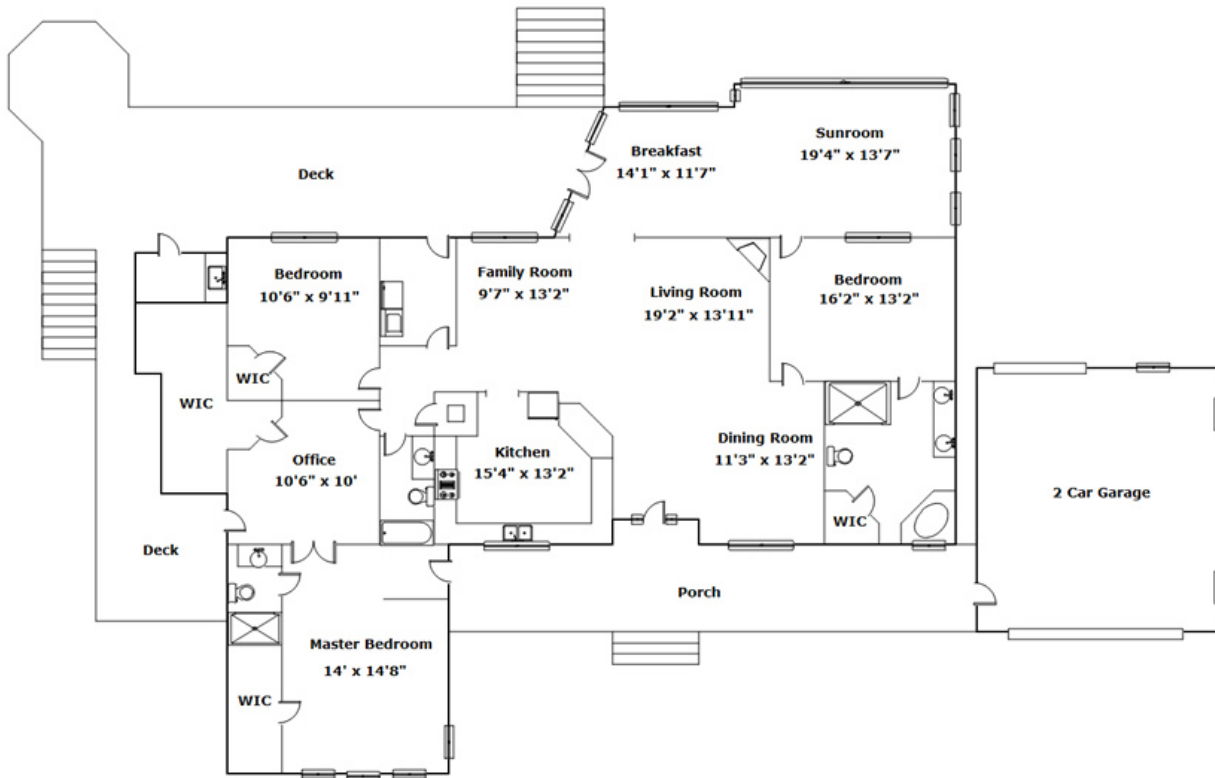 Sunroom
19'4" x 13'7"
Breakfast
14'1" x 11'7"
Deck
Bedroom
10'6" x 9'11"
Family Room
9'7" x 13'2"
Living Room
19'2" x 13'11"
Bedroom
16'2" x 13'2"
WIC
WIC
Office
10'6" x 10'
Kitchen
15'4" x 13'2"
Dining Room
11'3" x 13'2"
WIC
2 Car Garage
Deck
Porch
Master Bedroom
14' x 14'8"
WIC